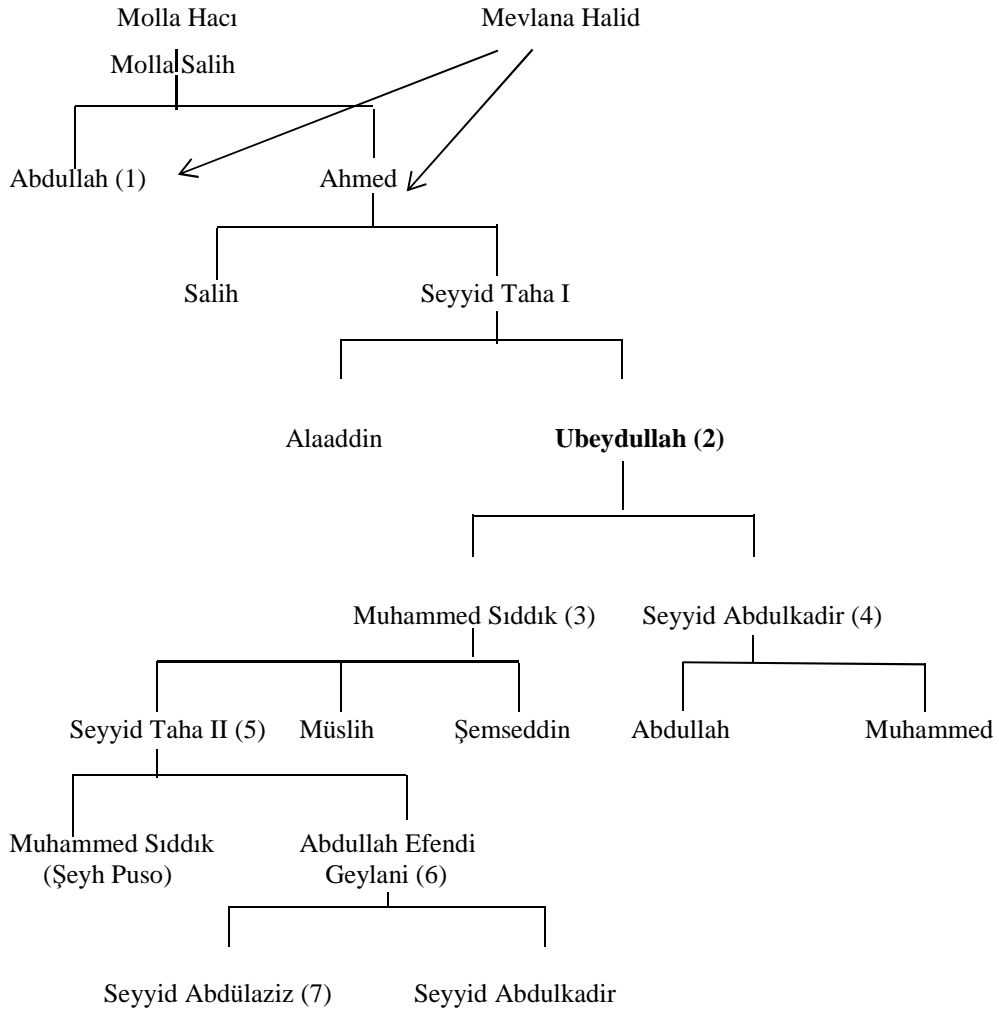 Molla Hacı Mevlana Halid
Molla Salih
Abdullah (1) Ahmed
Salih Seyyid Taha I
Alaaddin Ubeydullah (2)
Muhammed Sıddık (3) Seyyid Abdulkadir (4)
Seyyid Taha II (5) Müslih Şemseddin Abdullah Muhammed
Muhammed Sıddık Abdullah Efendi
(Şeyh Puso) Geylani (6)
Seyyid Abdülaziz (7) Seyyid Abdulkadir